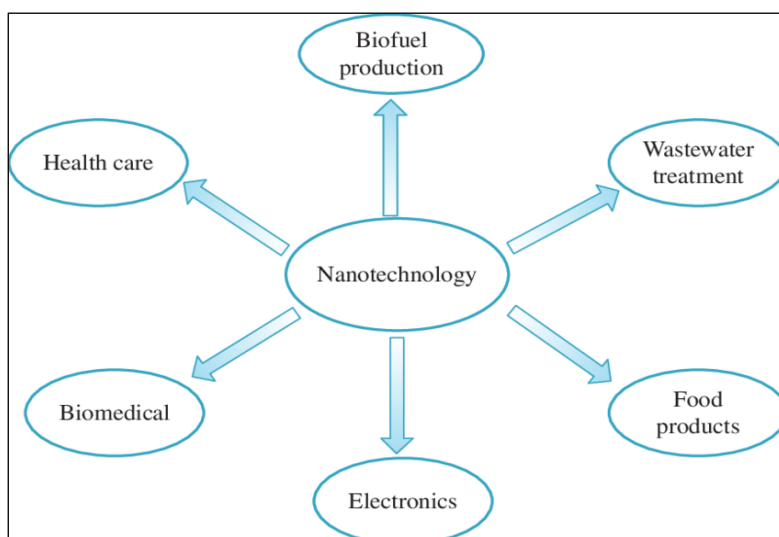 Biofuel
production
Health care
Wastewater
treatment
Nanotechnology
Biomedical
Food
products
Electronics